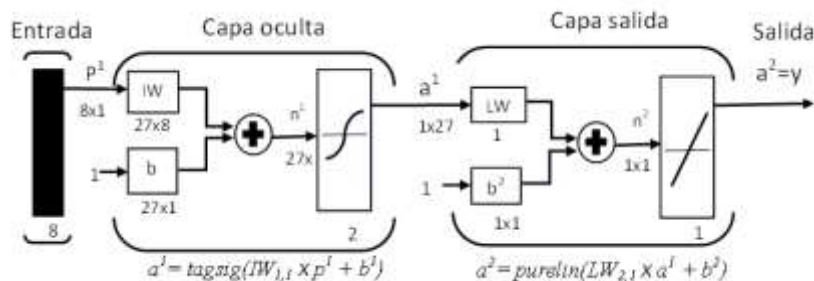 Entrada
Capa oculta
Capa salida
Salida
p¹
8x1
IW
27x8
1
b
27x1
n¹
27x
2
8
a¹
1x27
LW
1
1
b²
1x1
n²
1x1
1
a²=y
a¹= tagsig(IW₁,₁ x p¹ + b¹)
a²= purelin(LW₂,₁ x a¹ + b²)